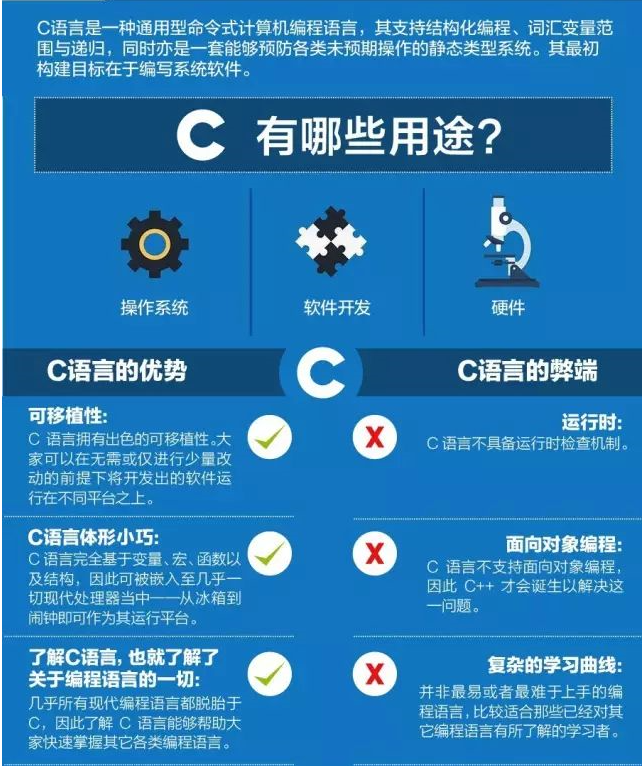 C语言是一种通用型命令式计算机编程语言，其支持结构化编程、词汇变量范
围与递归，同时亦是一套能够预防各类未预期操作的静态类型系统。其最初
构建目标在于编写系统软件。
C 有哪些用途？
操作系统
软件开发
硬件
C语言的优势
C
C语言的弊端
可移植性:
C 语言拥有出色的可移植性。大
家可以在无需或仅进行少量改
动的前提下将开发出的软件运
行在不同平台之上。
运行时:
C 语言不具备运行时检查机制。
C语言体形小巧:
C 语言完全基于变量、宏、函数以
及结构，因此可被嵌入至几乎一
切现代处理器当中——从冰箱到
闹钟即可作为其运行平台。
面向对象编程:
C 语言不支持面向对象编程，
因此 C++ 才会诞生以解决这
一问题。
了解C语言，也就了解了
关于编程语言的一切:
几乎所有现代编程语言都脱胎于
C，因此了解 C 语言能够帮助大
家快速掌握其它各类编程语言。
复杂的学习曲线:
并非最易或者最难于上手的编
程语言，比较适合那些已经对其
它编程语言有所了解的学习者。